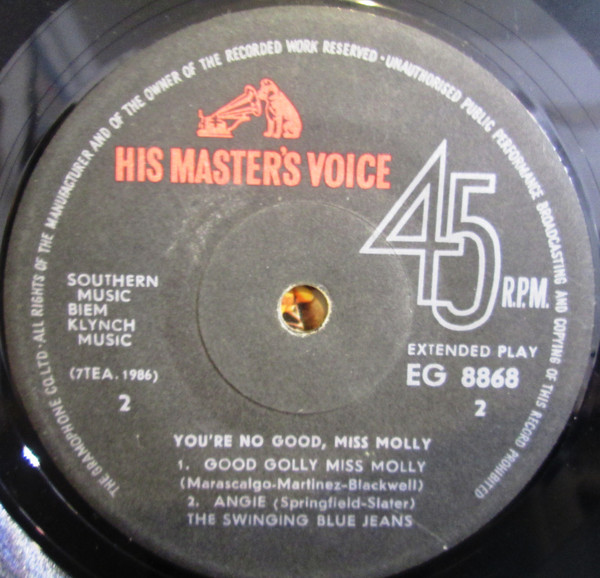 THE GRAMOPHONE CO. LTD · ALL RIGHTS OF THE MANUFACTURER AND OF THE OWNER OF THE RECORDED WORK RESERVED · UNAUTHORISED PUBLIC PERFORMANCE BROADCASTING AND COPYING OF THIS RECORD PROHIBITED
HIS MASTER'S VOICE
45 R.P.M.
SOUTHERN
MUSIC
BIEM
KLYNCH
MUSIC
(7TEA. 1986)
2
EXTENDED PLAY
EG 8868
2
YOU'RE NO GOOD, MISS MOLLY
1. GOOD GOLLY MISS MOLLY
(Marascalgo-Martinez-Blackwell)
2. ANGIE (Springfield-Slater)
THE SWINGING BLUE JEANS